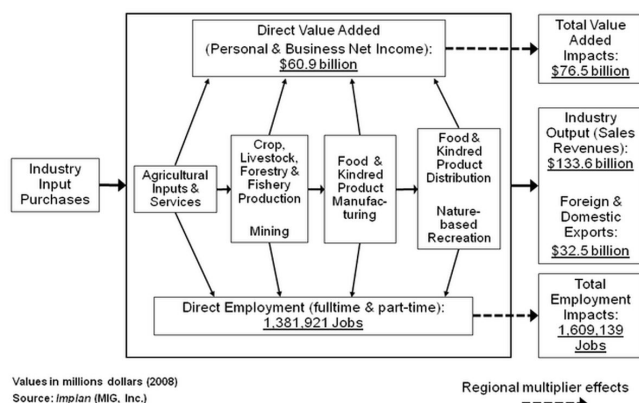 Direct Value Added
(Personal & Business Net Income):
$60.9 billion
Total Value
Added
Impacts:
$76.5 billion
Industry
Input
Purchases
Agricultural
Inputs &
Services
Crop,
Livestock,
Forestry &
Fishery
Production
Mining
Food &
Kindred
Product
Manufac-
turing
Food &
Kindred
Product
Distribution
Nature-
based
Recreation
Industry
Output (Sales
Revenues):
$133.6 billion
Foreign &
Domestic
Exports:
$32.5 billion
Direct Employment (fulltime & part-time):
1,381,921 Jobs
Total
Employment
Impacts:
1,609,139
Jobs
Values in millions dollars (2008)
Source: Implan (MIG, Inc.)
Regional multiplier effects